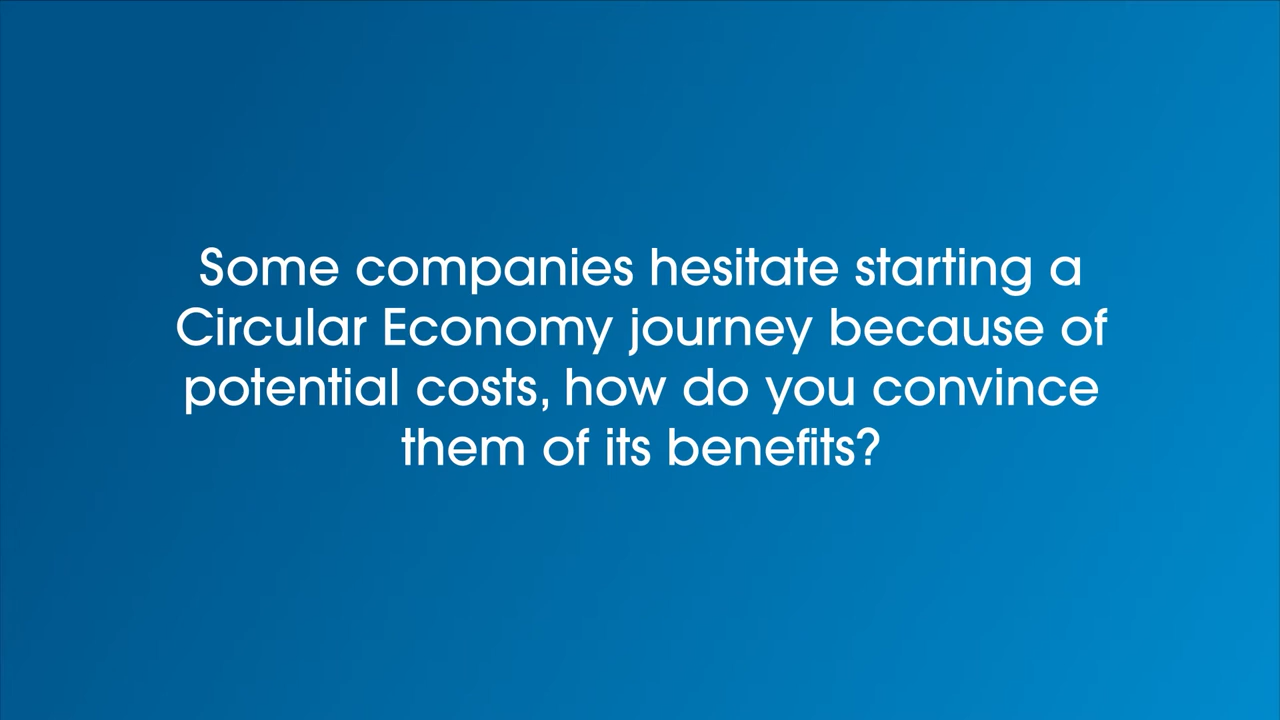 Some companies hesitate starting a
Circular Economy journey because of
potential costs, how do you convince
them of its benefits?